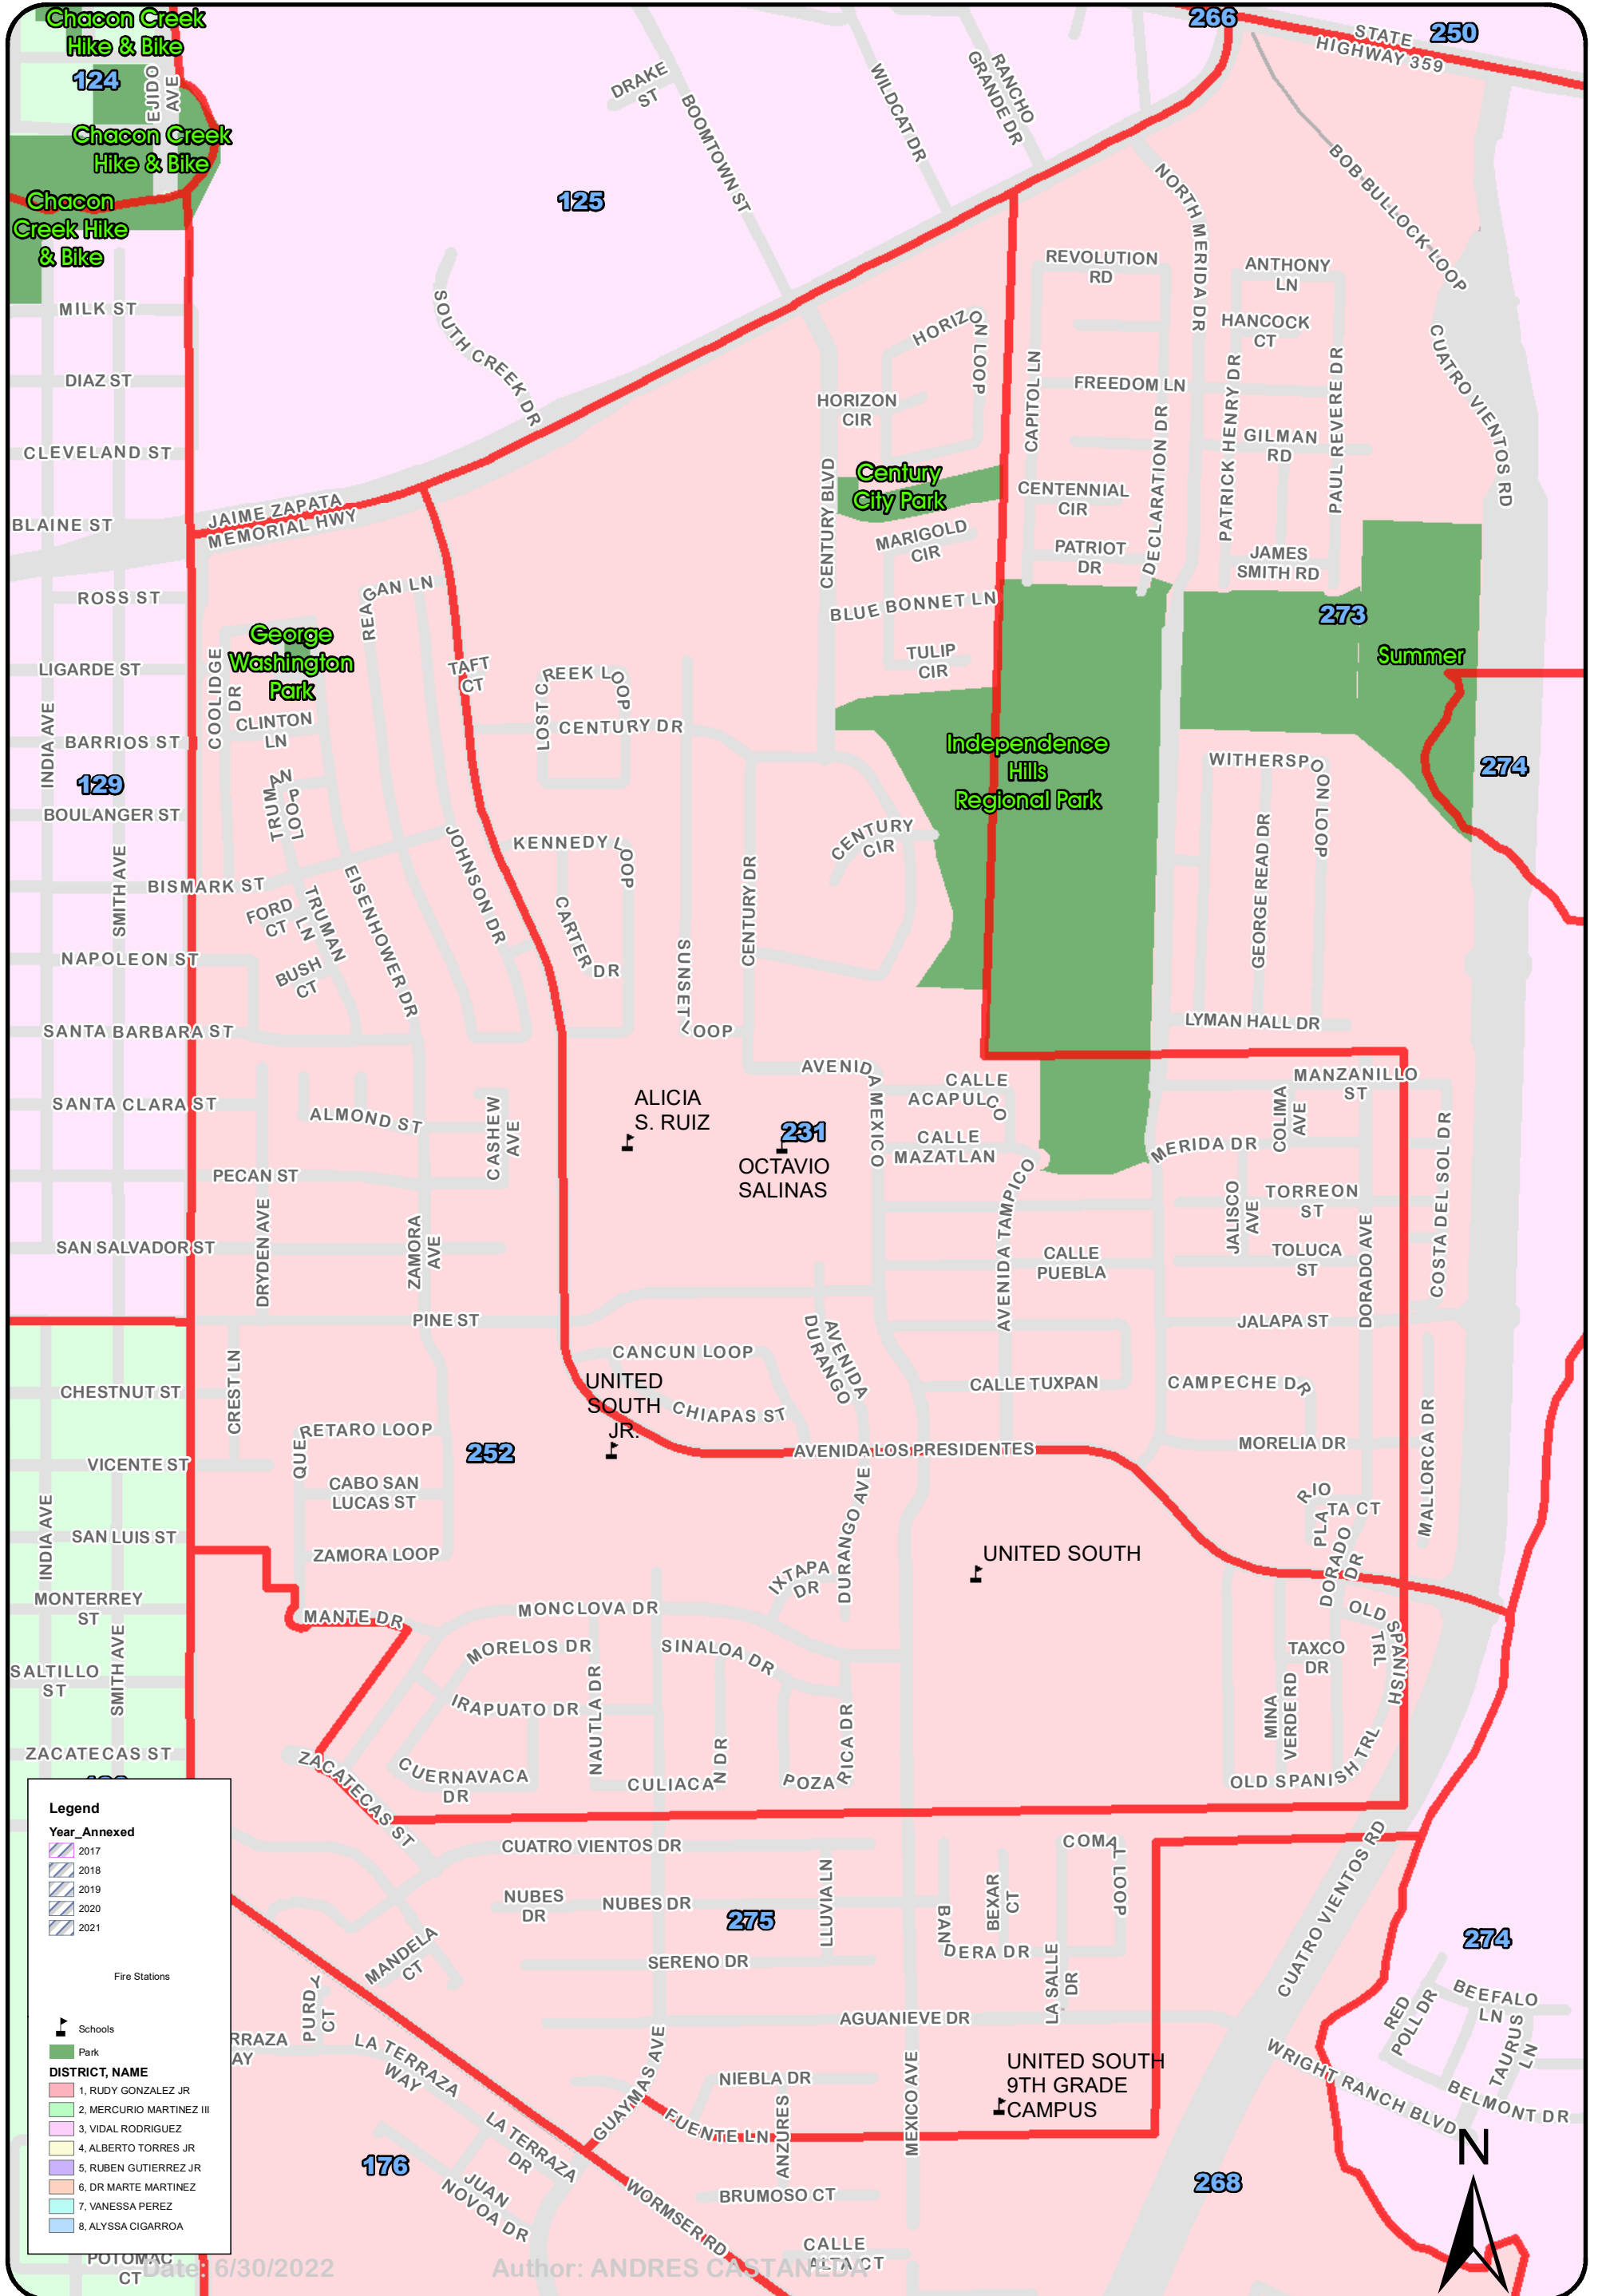 Chacon Creek
Hike & Bike
124
EJIDO
AVE
Chacon Creek
Hike & Bike
Chacon
Creek Hike
& Bike
266
250
STATE
HIGHWAY 359
DRAKE
ST
BOOMTOWN ST
WILDCAT DR
RANCHO
GRANDE DR
125
BOB BULLOCK LOOP
NORTH MERIDA DR
SOUTH CREEK DR
REVOLUTION
RD
ANTHONY
LN
HANCOCK
CT
HORIZON LOOP
HORIZON
CIR
CAPITOL LN
FREEDOM LN
DECLARATION DR
PATRICK HENRY DR
GILMAN
RD
PAUL REVERE DR
CUATRO VIENTOS RD
MILK ST
DIAZ ST
CLEVELAND ST
BLAINE ST
JAIME ZAPATA
MEMORIAL HWY
CENTURY BLVD
Century
City Park
MARIGOLD
CIR
CENTENNIAL
CIR
PATRIOT
DR
JAMES
SMITH RD
BLUE BONNET LN
TULIP
CIR
273
Summer
274
ROSS ST
LIGARDE ST
INDIA AVE
BARRIOS ST
129
BOULANGER ST
SMITH AVE
BISMARK ST
NAPOLEON ST
SANTA BARBARA ST
SANTA CLARA ST
PECAN ST
SAN SALVADOR ST
REAGAN LN
George
Washington
Park
COOLIDGE
DR
CLINTON
LN
TRUMAN
LOOP
TAFT
CT
LOST CREEK LOOP
CENTURY DR
KENNEDY LOOP
JOHNSON DR
EISENHOWER DR
FORD
CT
TRUMAN
LN
BUSH
CT
CARTER DR
SUNSET LOOP
CENTURY DR
CENTURY
CIR
Independence
Hills
Regional Park
WITHERSPOON LOOP
GEORGE READ DR
LYMAN HALL DR
ALMOND ST
CASHEW
AVE
DRYDEN AVE
ZAMORA
AVE
ALICIA
S. RUIZ
231
OCTAVIO
SALINAS
AVENIDA MEXICO
CALLE
ACAPULCO
CALLE
MAZATLAN
AVENIDA TAMPICO
CALLE
PUEBLA
MERIDA DR
MANZANILLO
ST
COLIMA
AVE
JALISCO
AVE
TORREON
ST
TOLUCA
ST
DORADO AVE
COSTA DEL SOL DR
JALAPA ST
PINE ST
CANCUN LOOP
AVENIDA
DURANGO
UNITED
SOUTH
JR.
CHIAPAS ST
CALLE TUXPAN
CAMPECHE DR
MALLORCA DR
MORELIA DR
CHESTNUT ST
CREST LN
VICENTE ST
QUERETARO LOOP
252
CABO SAN
LUCAS ST
AVENIDA LOS PRESIDENTES
INDIA AVE
SAN LUIS ST
ZAMORA LOOP
DURANGO AVE
IXTAPA
DR
UNITED SOUTH
RIO
PLATA CT
DORADO
DR
MONTERREY
ST
MANTE DR
MONCLOVA DR
OLD SPANISH
TRL
SMITH AVE
SALTILLO
ST
MORELOS DR
SINALOA DR
TAXCO
DR
IRAPUATO DR
NAUTLA DR
MINA
VERDE RD
ZACATECAS ST
ZACATECAS ST
CUERNAVACA
DR
CULIACAN DR
POZA RICA DR
OLD SPANISH TRL
CUATRO VIENTOS DR
COMAL LOOP
NUBES
DR
NUBES DR
275
LLUVIA LN
BANDERA DR
BEXAR
CT
LA SALLE
DR
SERENO DR
MANDELA
CT
PURDY
CT
AGUANIEVE DR
CUATRO VIENTOS RD
274
RED
POLL DR
BEEFALO
LN
TAURUS
LN
BELMONT DR
WRIGHT RANCH BLVD
RRAZA
AY
LA TERRAZA
WAY
LA TERRAZA
DR
GUAYMAS AVE
FUENTE LN
NIEBLA DR
ANZURES
MEXICO AVE
UNITED SOUTH
9TH GRADE
CAMPUS
176
JUAN
NOVOA DR
WORMSER RD
BRUMOSO CT
CALLE
ALTA CT
268
N
Legend
Year_Annexed
2017
2018
2019
2020
2021
Fire Stations
Schools
Park
DISTRICT, NAME
1, RUDY GONZALEZ JR
2, MERCURIO MARTINEZ III
3, VIDAL RODRIGUEZ
4, ALBERTO TORRES JR
5, RUBEN GUTIERREZ JR
6, DR MARTE MARTINEZ
7, VANESSA PEREZ
8, ALYSSA CIGARROA
POTOMAC
CT
Date: 6/30/2022
Author: ANDRES CASTANEDA